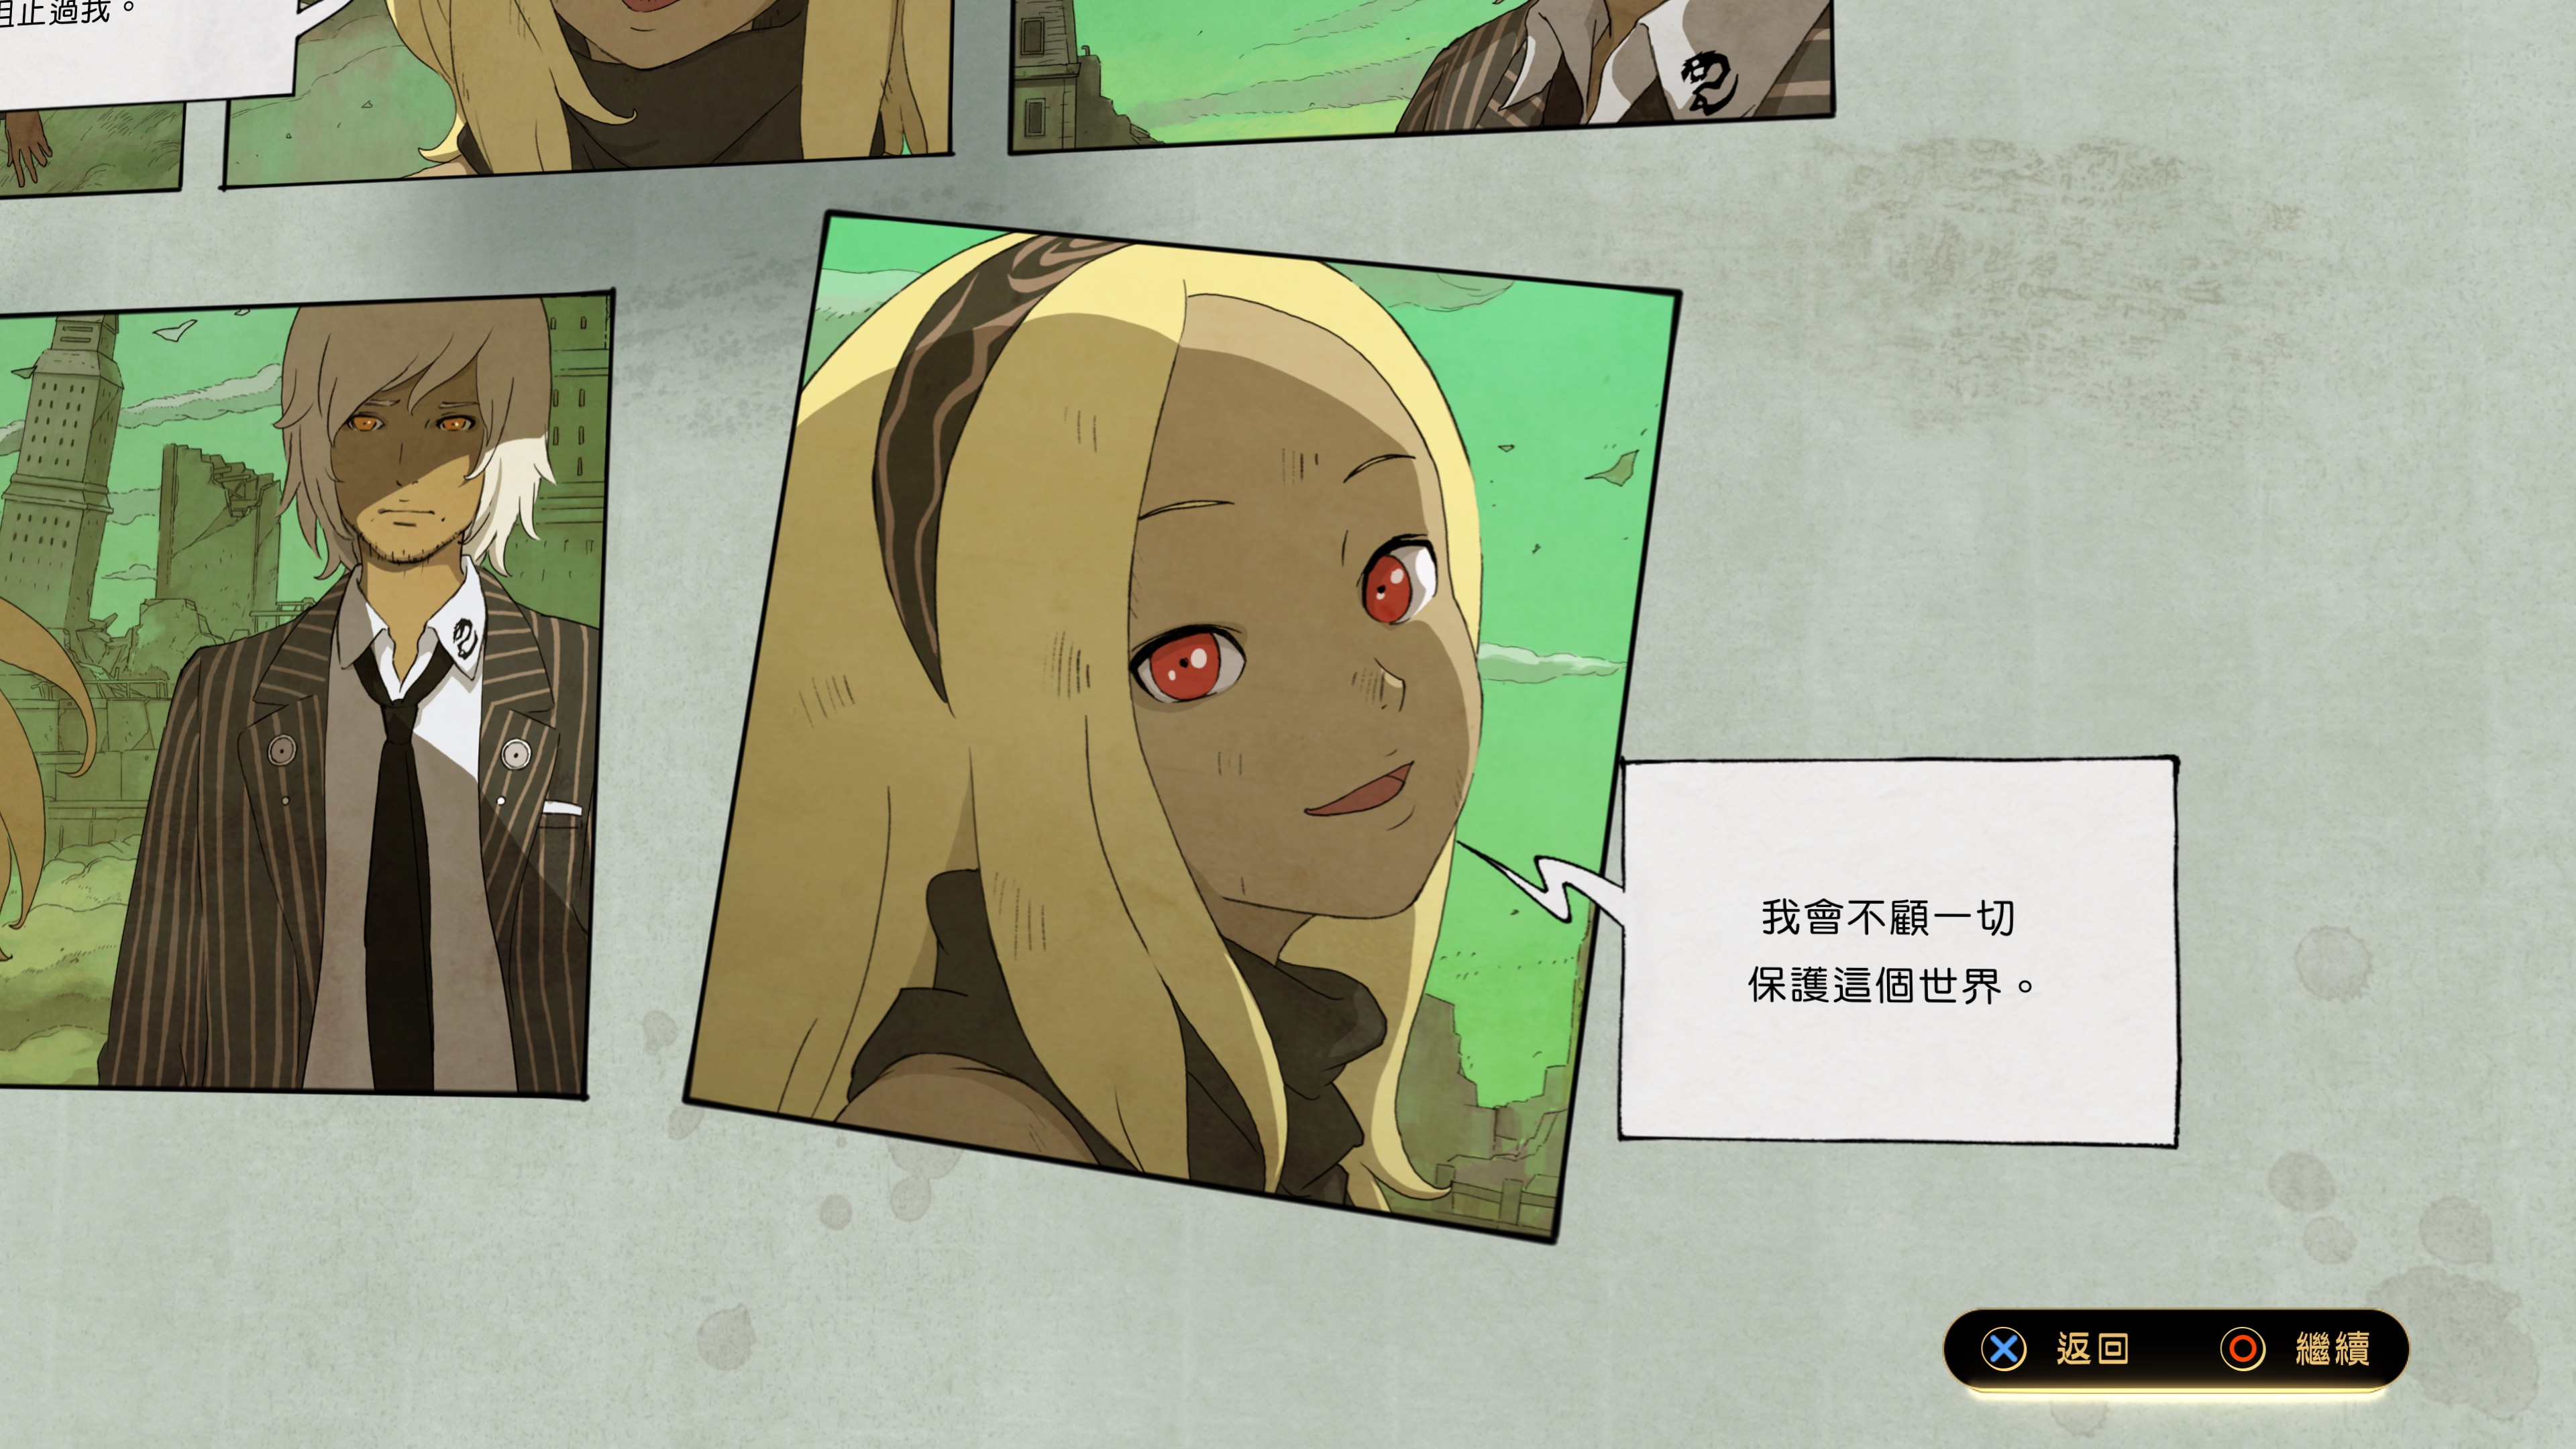 阻止過我。
我會不顧一切
保護這個世界。
返回
繼續